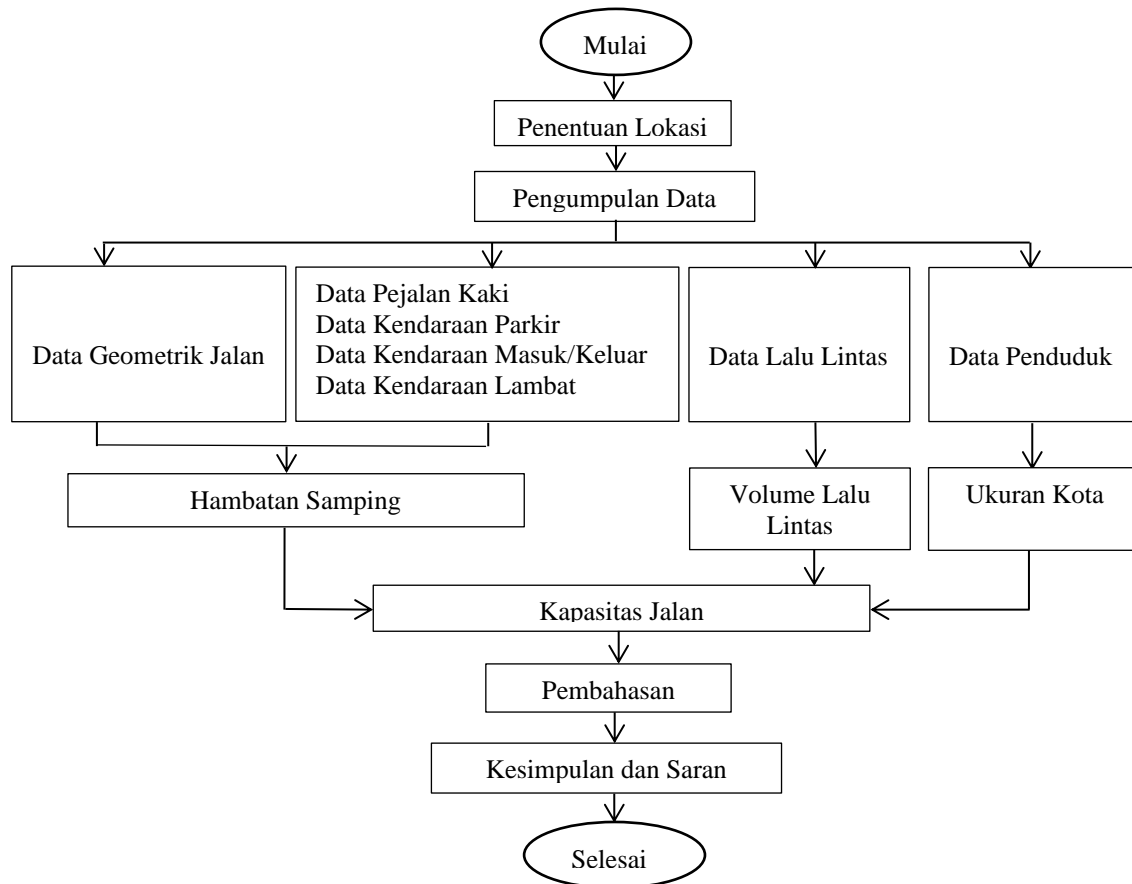 Mulai
Penentuan Lokasi
Pengumpulan Data
Data Geometrik Jalan
Data Pejalan Kaki
Data Kendaraan Parkir
Data Kendaraan Masuk/Keluar
Data Kendaraan Lambat
Data Lalu Lintas
Data Penduduk
Hambatan Samping
Volume Lalu
Lintas
Ukuran Kota
Kapasitas Jalan
Pembahasan
Kesimpulan dan Saran
Selesai